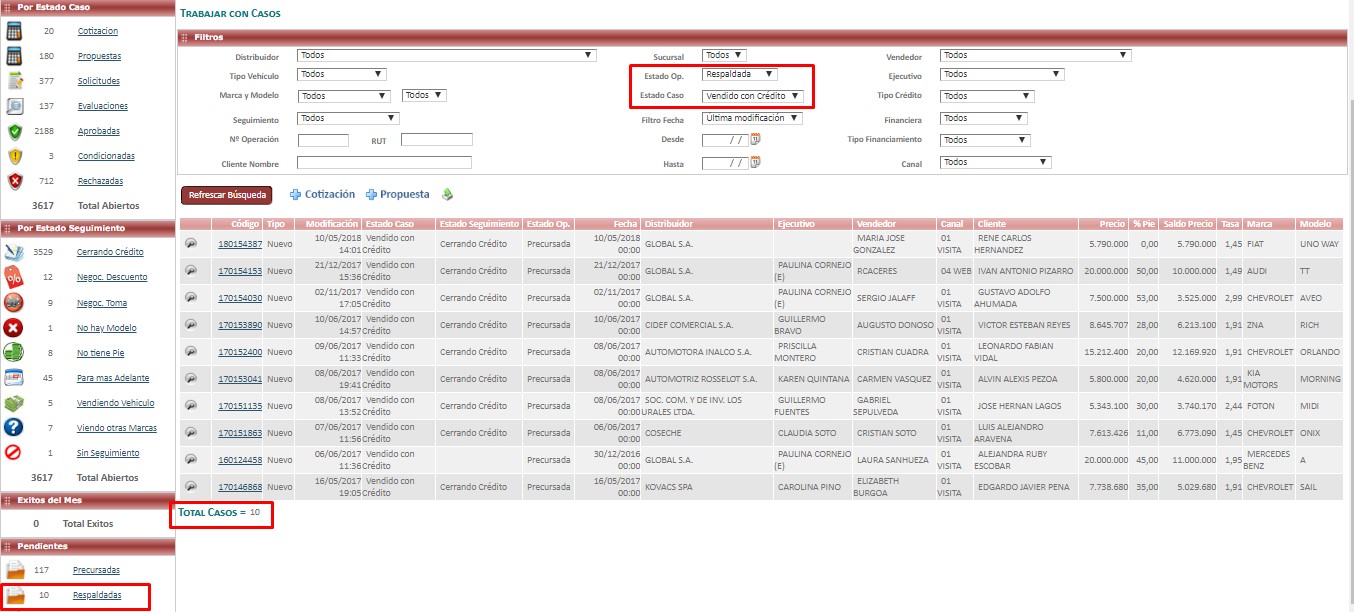 Por Estado Caso
20 Cotizacion
180 Propuestas
377 Solicitudes
137 Evaluaciones
2188 Aprobadas
3 Condicionadas
712 Rechazadas
3617 Total Abiertos
Por Estado Seguimiento
3529 Cerrando Crédito
12 Negoc. Descuento
9 Negoc. Toma
1 No hay Modelo
8 No tiene Pie
45 Para mas Adelante
5 Vendiendo Vehiculo
7 Viendo otras Marcas
1 Sin Seguimiento
3617 Total Abiertos
Exitos del Mes
0 Total Exitos
Pendientes
117 Precursadas
10 Respaldadas
Trabajar con Casos
Filtros
Distribuidor Todos Sucursal Todos Vendedor Todos
Tipo Vehículo Todos Estado Op. Respaldada Ejecutivo Todos
Marca y Modelo Todos Todos Estado Caso Vendido con Crédito Tipo Crédito Todos
Seguimiento Todos Filtro Fecha Última modificación Financiera Todos
Nº Operación RUT Desde / / Tipo Financiamiento Todos
Cliente Nombre Hasta / / Canal Todos
Refrescar Búsqueda Cotización Propuesta
Código Tipo Modificación Estado Caso Estado Seguimiento Estado Op. Fecha Distribuidor Ejecutivo Vendedor Canal Cliente Precio % Pie Saldo Precio Tasa Marca Modelo
180154387 Nuevo 10/05/2018 14:01 Vendido con Crédito Cerrando Crédito Precursada 10/05/2018 00:00 GLOBAL S.A. MARIA JOSE GONZALEZ 01 VISITA RENE CARLOS HERNANDEZ 5.790.000 0,00 5.790.000 1,45 FIAT UNO WAY
170154153 Nuevo 21/12/2017 15:36 Vendido con Crédito Cerrando Crédito Precursada 21/12/2017 00:00 GLOBAL S.A. PAULINA CORNEJO (E) RCACERES 04 WEB IVAN ANTONIO PIZARRO 20.000.000 50,00 10.000.000 1,49 AUDI TT
170154030 Nuevo 02/11/2017 17:05 Vendido con Crédito Cerrando Crédito Precursada 02/11/2017 00:00 GLOBAL S.A. PAULINA CORNEJO (E) SERGIO JALAFF 01 VISITA GUSTAVO ADOLFO AHUMADA 7.500.000 53,00 3.525.000 2,99 CHEVROLET AVEO
170153890 Nuevo 10/06/2017 14:57 Vendido con Crédito Cerrando Crédito Precursada 10/06/2017 00:00 CIDEF COMERCIAL S.A. GUILLERMO BRAVO AUGUSTO DONOSO 01 VISITA VICTOR ESTEBAN REYES 8.645.707 28,00 6.213.100 1,91 ZNA RICH
170152400 Nuevo 09/06/2017 11:33 Vendido con Crédito Cerrando Crédito Precursada 08/06/2017 00:00 AUTOMOTORA INALCO S.A. PRISCILLA MONTERO CRISTIAN CUADRA 01 VISITA LEONARDO FABIAN VIDAL 15.212.400 20,00 12.169.920 1,91 CHEVROLET ORLANDO
170153041 Nuevo 08/06/2017 19:41 Vendido con Crédito Cerrando Crédito Precursada 08/06/2017 00:00 AUTOMOTRIZ ROSSELOT S.A. KAREN QUINTANA CARMEN VASQUEZ 01 VISITA ALVIN ALEXIS PEZOA 5.800.000 20,00 4.620.000 1,91 KIA MOTORS MORNING
170151135 Nuevo 08/06/2017 13:52 Vendido con Crédito Cerrando Crédito Precursada 08/06/2017 00:00 SOC. COM. Y DE INV. LOS URALES LTDA. GUILLERMO FUENTES GABRIEL SEPULVEDA 01 VISITA JOSE HERNAN LAGOS 5.343.100 30,00 3.740.170 2,44 FOTON MIDI
170151863 Nuevo 07/06/2017 11:56 Vendido con Crédito Cerrando Crédito Precursada 06/06/2017 00:00 COSECHE CLAUDIA SOTO CRISTIAN SOTO 01 VISITA LUIS ALEJANDRO ARAVENA 7.613.426 11,00 6.773.090 1,45 CHEVROLET ONIX
160124458 Nuevo 06/06/2017 11:36 Vendido con Crédito Precursada 30/12/2016 00:00 GLOBAL S.A. PAULINA CORNEJO (E) LAURA SANHUEZA 01 VISITA ALEJANDRA RUBY ESCOBAR 20.000.000 45,00 11.000.000 1,95 MERCEDES BENZ A
170146868 Nuevo 16/05/2017 19:05 Vendido con Crédito Cerrando Crédito Precursada 16/05/2017 00:00 KOVACS SPA CAROLINA PINO ELIZABETH BURGOA 01 VISITA EDGARDO JAVIER PENA 7.738.680 35,00 5.029.680 1,91 CHEVROLET SAIL
Total Casos = 10